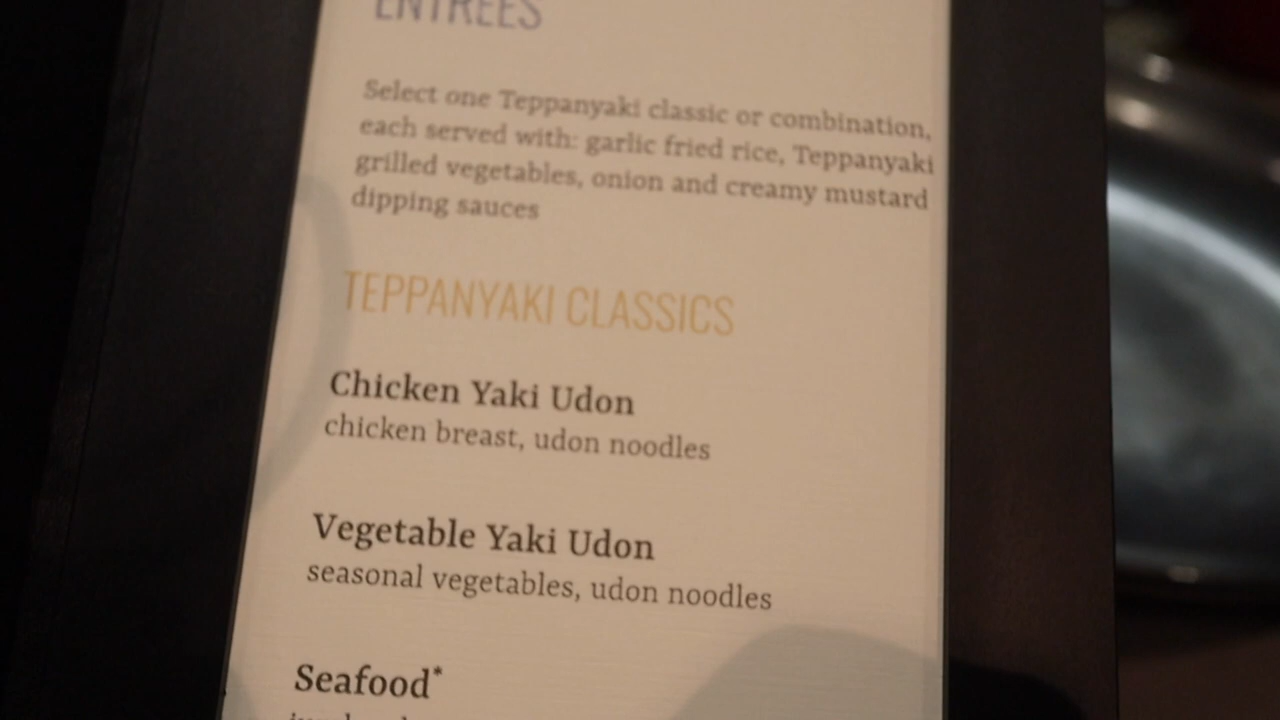 ENTREES
Select one Teppanyaki classic or combination,
each served with: garlic fried rice, Teppanyaki
grilled vegetables, onion and creamy mustard
dipping sauces
TEPPANYAKI CLASSICS
Chicken Yaki Udon
chicken breast, udon noodles
Vegetable Yaki Udon
seasonal vegetables, udon noodles
Seafood*